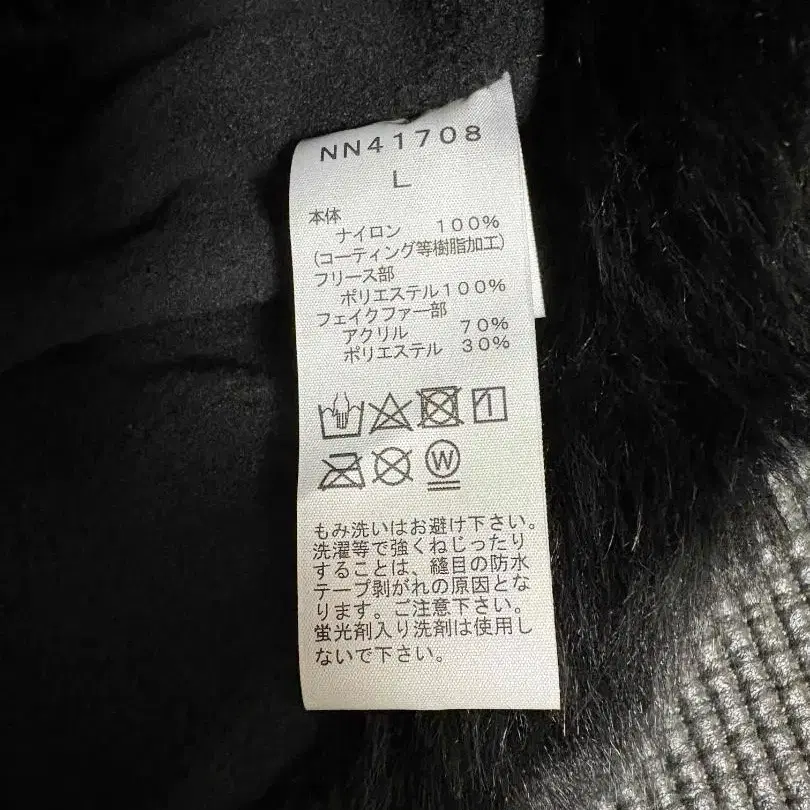 NN41708
L
本体
ナイロン 100%
(コーティング等樹脂加工)
フリース部
ポリエステル100%
フェイクファー部
アクリル 70%
ポリエステル 30%
W
もみ洗いはお避け下さい。
洗濯等で強くねじったり
することは、縫目の防水
テープ剥がれの原因とな
ります。ご注意下さい。
蛍光剤入り洗剤は使用し
ないで下さい。